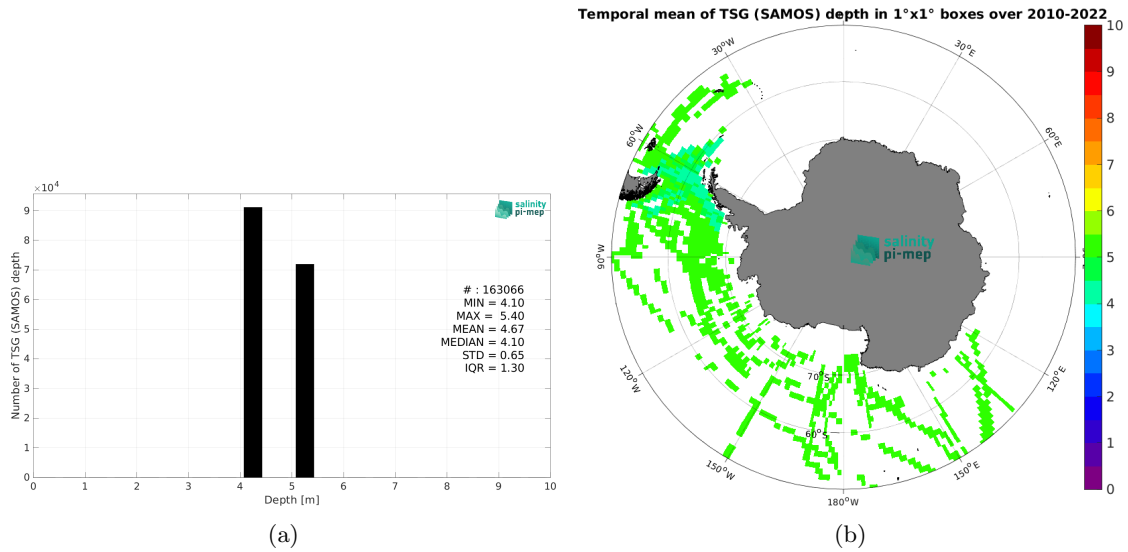 Temporal mean of TSG (SAMOS) depth in 1°x1° boxes over 2010-2022
×10⁴
9
8
7
6
5
4
3
2
1
0
Number of TSG (SAMOS) depth
salinity
pi-mep
# : 163066
MIN = 4.10
MAX = 5.40
MEAN = 4.67
MEDIAN = 4.10
STD = 0.65
IQR = 1.30
0 1 2 3 4 5 6 7 8 9 10
Depth [m]
(a)
30°W
30°E
60°W
60°E
90°W
120°W
120°E
150°W
150°E
180°W
70°S
60°S
salinity
pi-mep
10
9
8
7
6
5
4
3
2
1
0
(b)